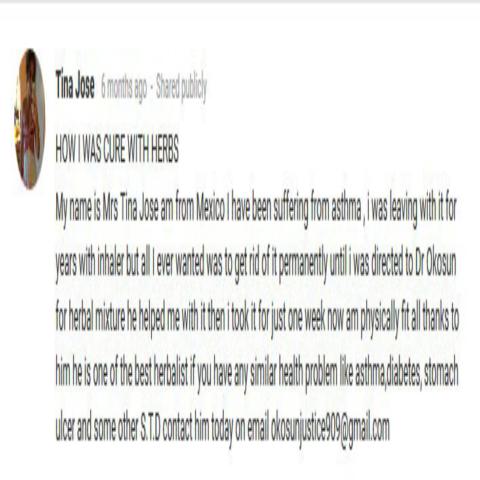 Tina Jose 6 months ago - Shared publicly
HOW I WAS CURE WITH HERBS
My name is Mrs Tina Jose am from Mexico I have been suffering from asthma , i was leaving with it for
years with inhaler but all I ever wanted was to get rid of it permanently until i was directed to Dr Okosun
for herbal mixture he helped me with it then i took it for just one week now am physically fit all thanks to
him he is one of the best herbalist if you have any similar health problem like asthma,diabetes, stomach
ulcer and some other S.T.D contact him today on email okosunjustice909@gmail.com